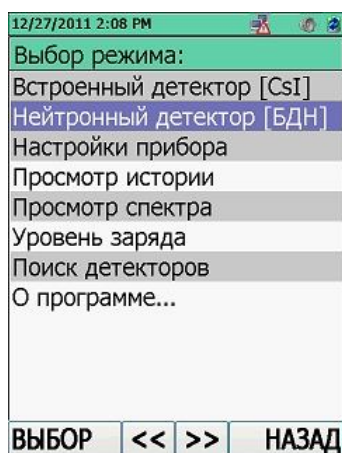 12/27/2011 2:08 PM
Выбор режима:
Встроенный детектор [CsI]
Нейтронный детектор [БДН]
Настройки прибора
Просмотр истории
Просмотр спектра
Уровень заряда
Поиск детекторов
О программе...
ВЫБОР << >> НАЗАД